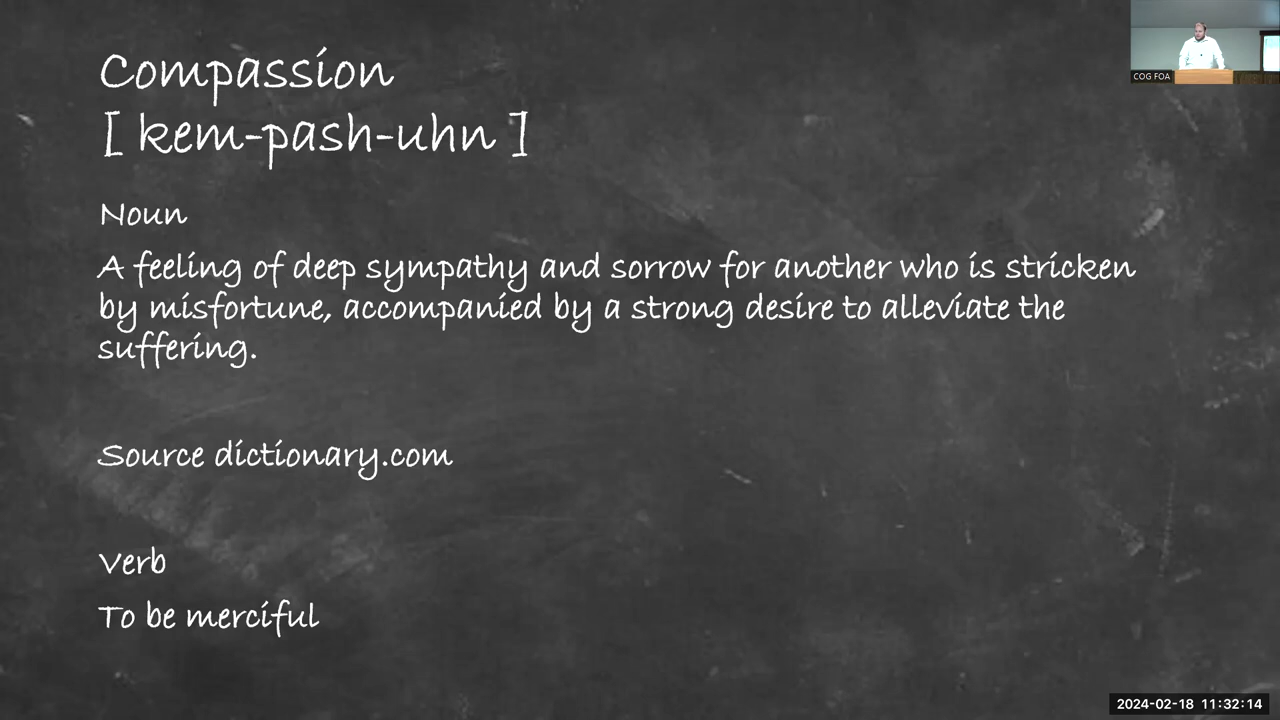 Compassion
[ kem-pash-uhn ]
Noun
A feeling of deep sympathy and sorrow for another who is stricken
by misfortune, accompanied by a strong desire to alleviate the
suffering.
Source dictionary.com
Verb
To be merciful
COG FOA
2024-02-18 11:32:14